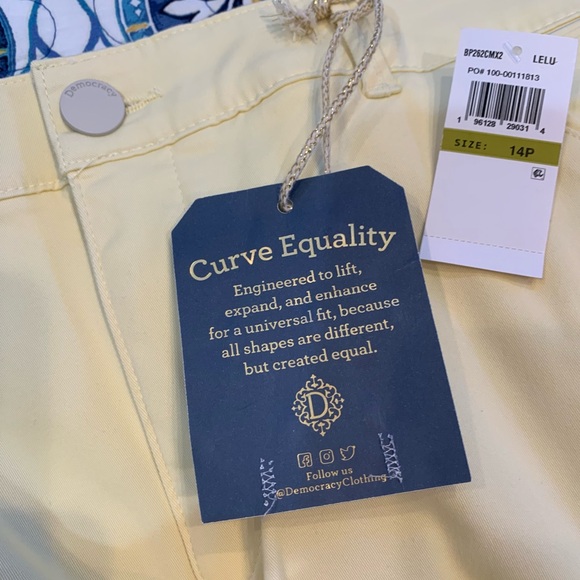 Democracy
BP262CMX2 LELU
PO# 100-00111813
1 96128 29031 4
SIZE: 14P
Curve Equality
Engineered to lift,
expand, and enhance
for a universal fit, because
all shapes are different,
but created equal.
D
Follow us
@DemocracyClothing